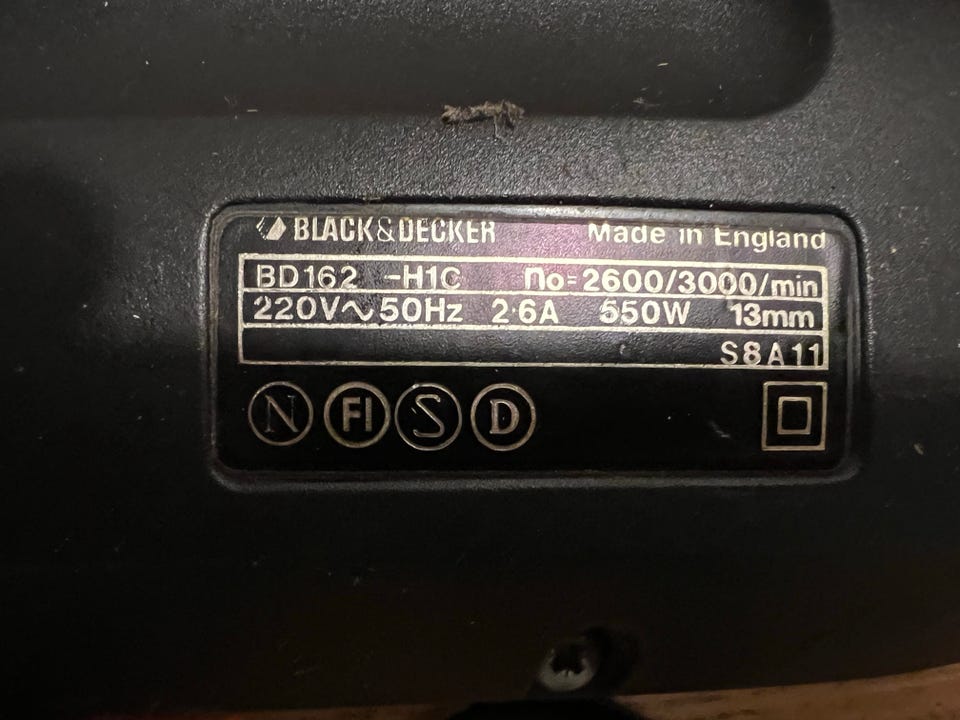 BLACK&DECKER Made in England
BD162 -H1C no=2600/3000/min
220V~50Hz 2·6A 550W 13mm
S8A11
N FI S D